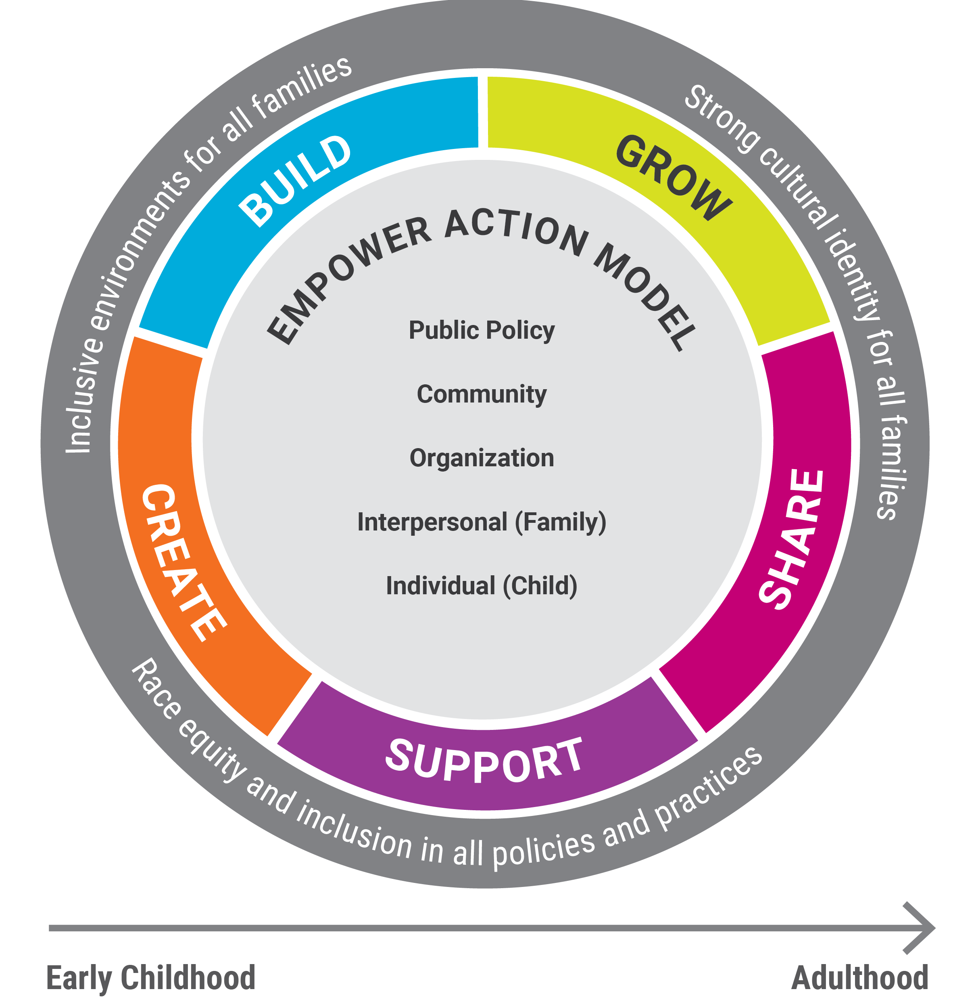 Inclusive environments for all families
Strong cultural identity for all families
BUILD
GROW
EMPOWER ACTION MODEL
Public Policy
Community
Organization
Interpersonal (Family)
Individual (Child)
CREATE
SHARE
SUPPORT
Race equity and inclusion in all policies and practices
Early Childhood
Adulthood